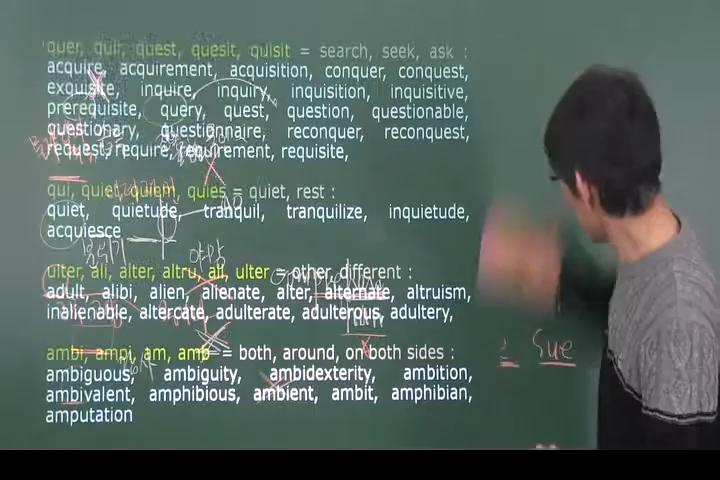 quer, quir, quest, quesit, quisit = search, seek, ask :
acquire, acquirement, acquisition, conquer, conquest,
exquisite, inquire, inquiry, inquisition, inquisitive,
prerequisite, query, quest, question, questionable,
questionary, questionnaire, reconquer, reconquest,
request, require, requirement, requisite,
qui, quiet, quiem, quies = quiet, rest :
quiet, quietude, tranquil, tranquilize, inquietude,
acquiesce
ulter, ali, alter, altru, all, ulter = other, different :
adult, alibi, alien, alienate, alter, alternate, altruism,
inalienable, altercate, adulterate, adulterous, adultery,
ambi, ampi, am, amp = both, around, on both sides :
ambiguous, ambiguity, ambidexterity, ambition,
ambivalent, amphibious, ambient, ambit, amphibian,
amputation
Sue